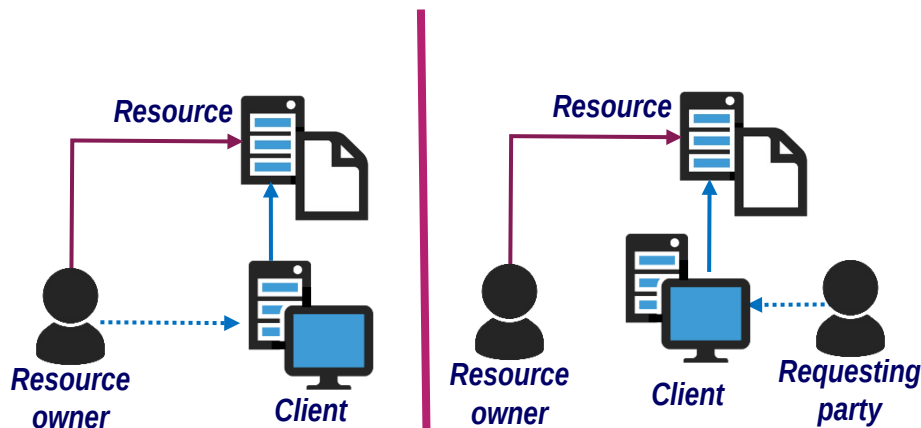 Resource
Resource
owner
Client
Resource
Resource
owner
Client
Requesting
party